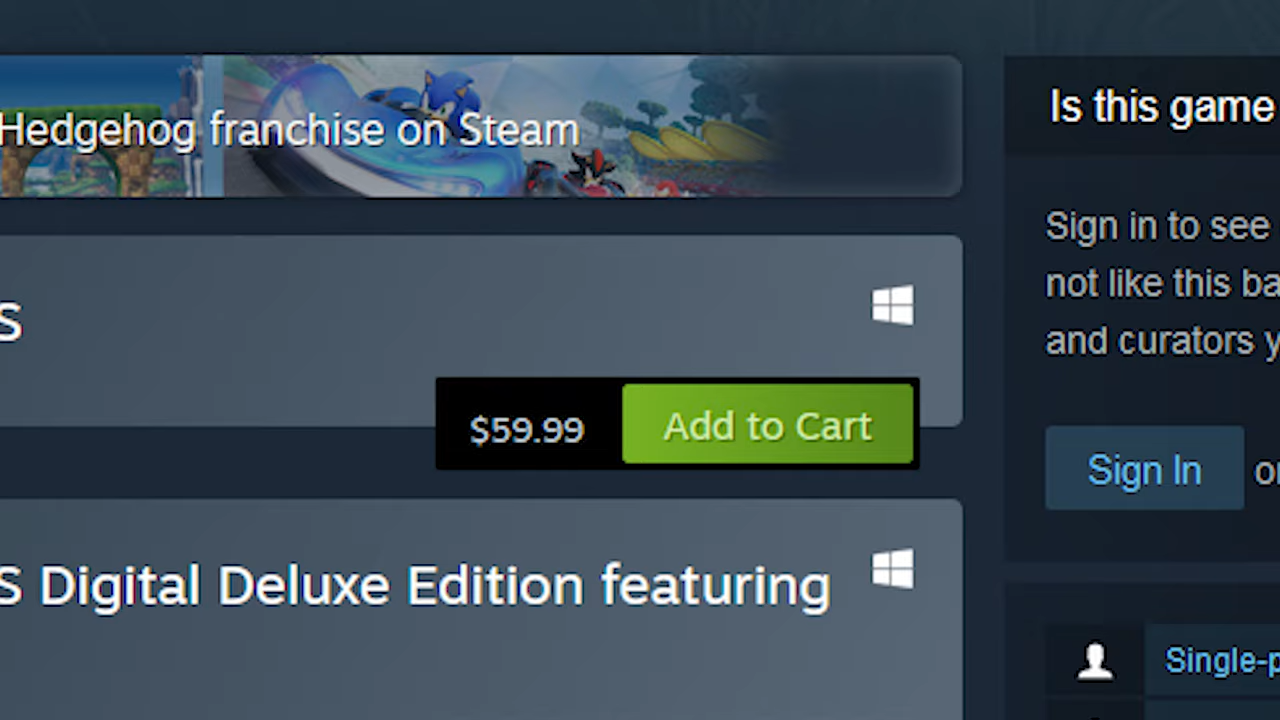 Hedgehog franchise on Steam
S
$59.99 Add to Cart
S Digital Deluxe Edition featuring
Is this game
Sign in to see
not like this ba
and curators y
Sign In or
Single-p